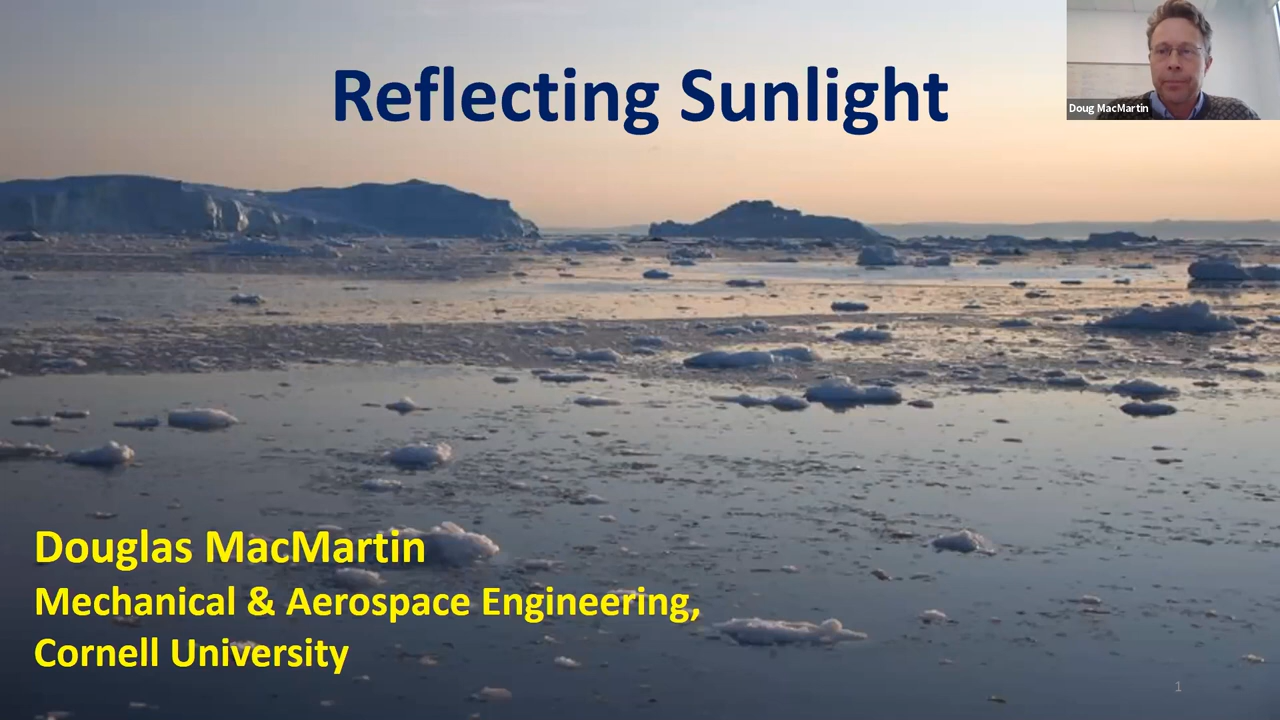 Reflecting Sunlight
Doug MacMartin
Douglas MacMartin
Mechanical & Aerospace Engineering,
Cornell University
1